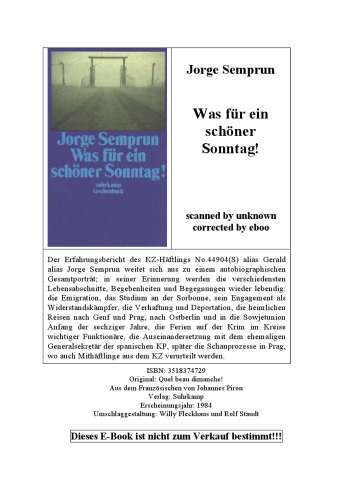 Jorge Semprun
Was für ein
schöner Sonntag!
suhrkamp
taschenbuch
Jorge Semprun
Was für ein
schöner
Sonntag!
scanned by unknown
corrected by eboo
Der Erfahrungsbericht des KZ-Häftlings No.44904(S) alias Gerald
alias Jorge Semprun weitet sich aus zu einem autobiographischen
Gesamtporträt; in seiner Erinnerung werden die verschiedensten
Lebensabschnitte, Begebenheiten und Begegnungen wieder lebendig:
die Emigration, das Studium an der Sorbonne, sein Engagement als
Widerstandskämpfer, die Verhaftung und Deportation, die heimlichen
Reisen nach Genf und Prag, nach Ostberlin und in die Sowjetunion
Anfang der sechziger Jahre, die Ferien auf der Krim im Kreise
wichtiger Funktionäre, die Auseinandersetzung mit dem ehemaligen
Generalsekretär der spanischen KP, später die Schamprozesse in Prag,
wo auch Mithäftlinge aus dem KZ verurteilt werden.
ISBN: 3518374729
Original: Quel beau dimanche!
Aus dem Französischen von Johannes Piron
Verlag: Suhrkamp
Erscheinungsjahr: 1984
Umschlaggestaltung: Willy Fleckhaus und Rolf Staudt
Dieses E-Book ist nicht zum Verkauf bestimmt!!!